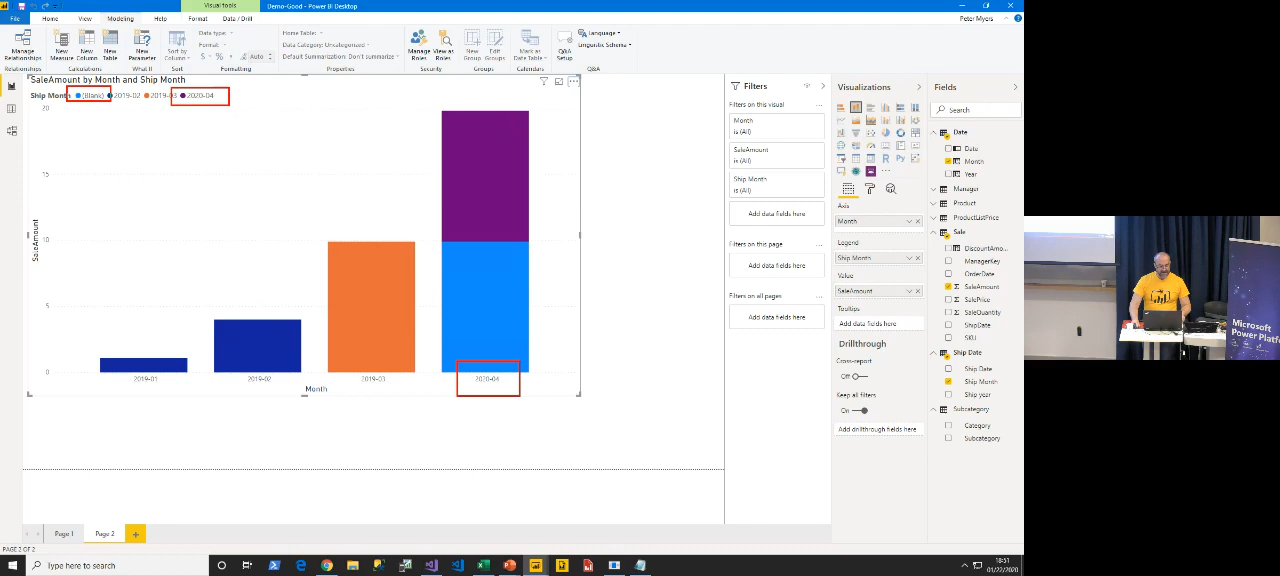 Visual tools
Demo-Good - Power BI Desktop
File
Home
View
Modeling
Help
Format
Data / Drill
Peter Myers
Manage Relationships
Relationships
New Measure
New Column
New Table
Calculations
New Parameter
What If
Sort by Column
Sort
Data type:
Format:
$
%
Auto
Formatting
Home Table:
Data Category: Uncategorized
Default Summarization: Don't summarize
Properties
Manage Roles
View as Roles
Security
New Group
Edit Groups
Groups
Mark as Date Table
Calendars
Q&A Setup
Language
Linguistic Schema
Q&A
SaleAmount by Month and Ship Month
Ship Month
(Blank)
2019-02
2019-03
2020-04
20
15
10
5
0
SaleAmount
2019-01
2019-02
2019-03
2020-04
Month
Filters
Filters on this visual
Month
is (All)
SaleAmount
is (All)
Ship Month
is (All)
Add data fields here
Filters on this page
Add data fields here
Filters on all pages
Add data fields here
Visualizations
R
Py
Axis
Month
Legend
Ship Month
Value
SaleAmount
Tooltips
Add data fields here
Drillthrough
Cross-report
Off
Keep all filters
On
Add drillthrough fields here
Fields
Search
Date
Date
Month
Year
Manager
Product
ProductListPrice
Sale
DiscountAmo...
ManagerKey
OrderDate
SaleAmount
SalePrice
SaleQuantity
ShipDate
SKU
Ship Date
Ship Date
Ship Month
Ship year
Subcategory
Category
Subcategory
Page 1
Page 2
PAGE 2 OF 2
Type here to search
18:51
01/22/2020
Microsoft
Power Platfo